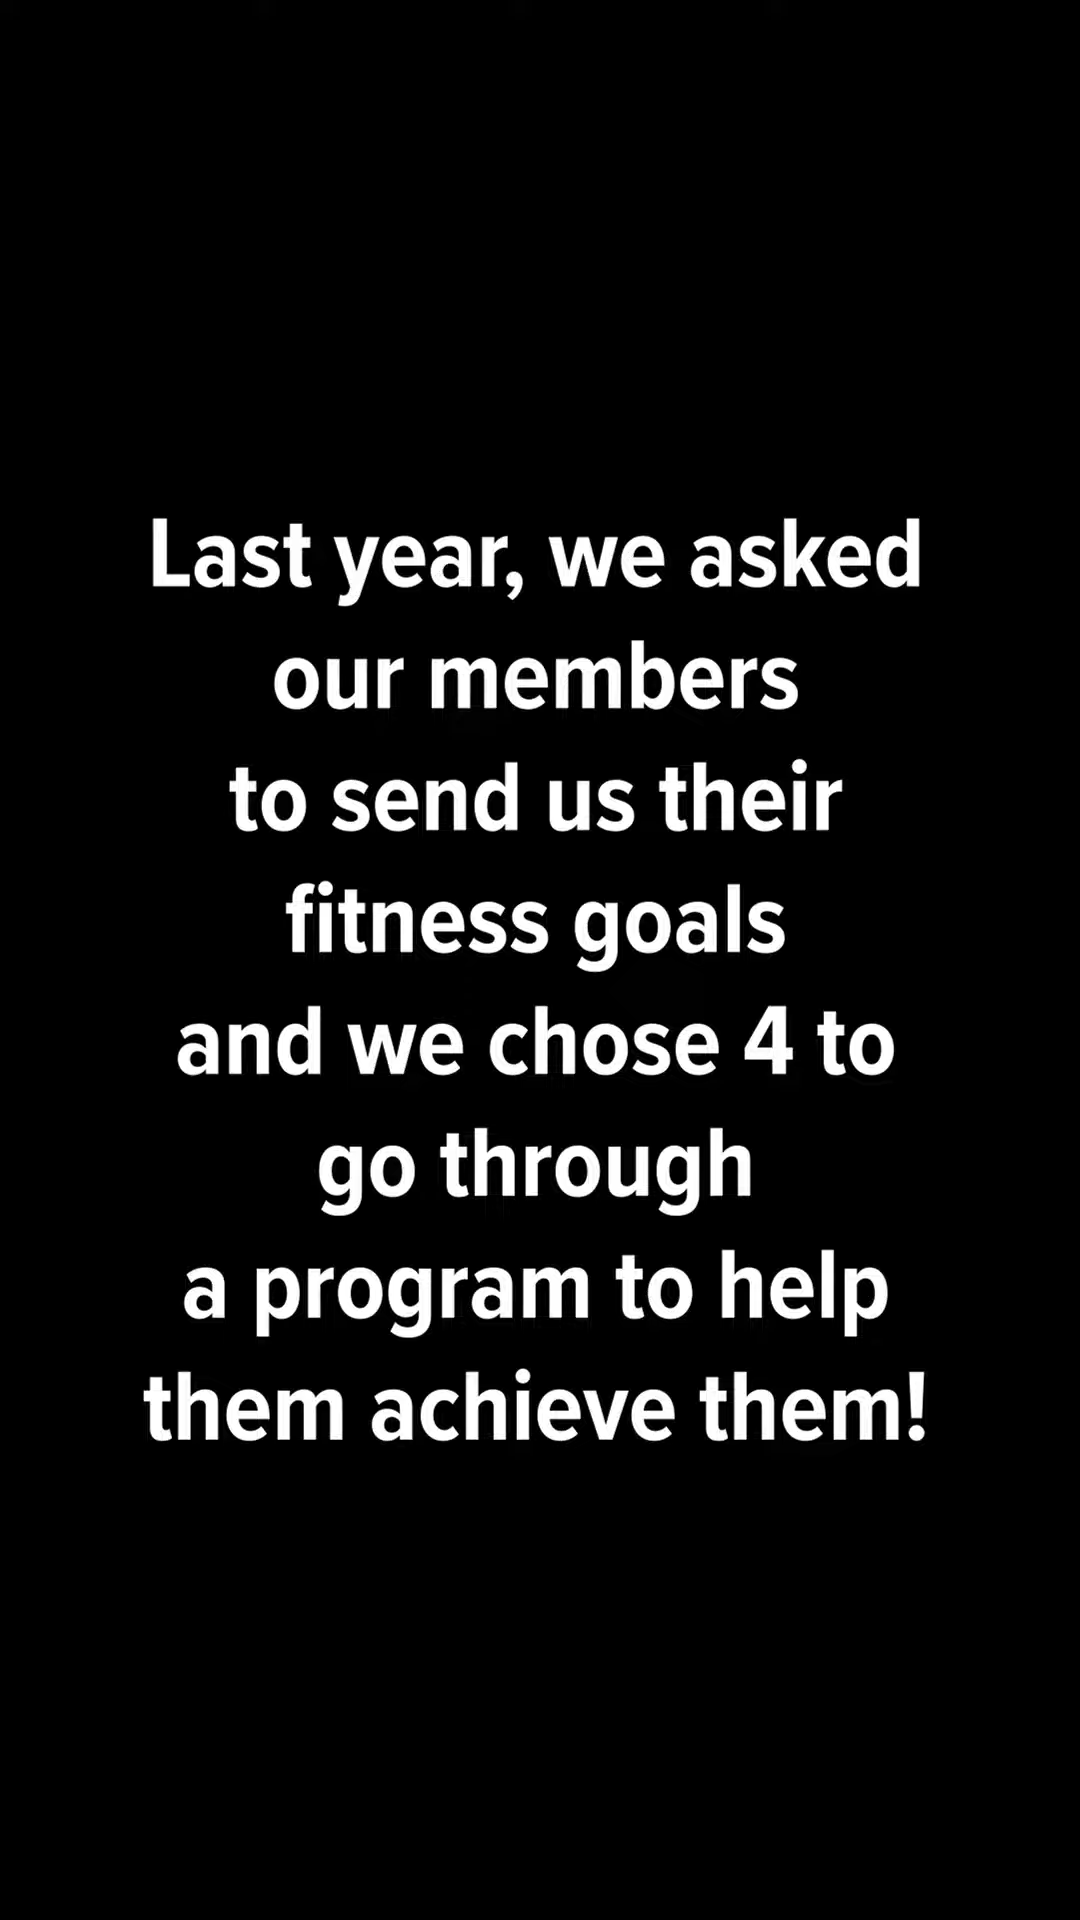 Last year, we asked
our members
to send us their
fitness goals
and we chose 4 to
go through
a program to help
them achieve them!